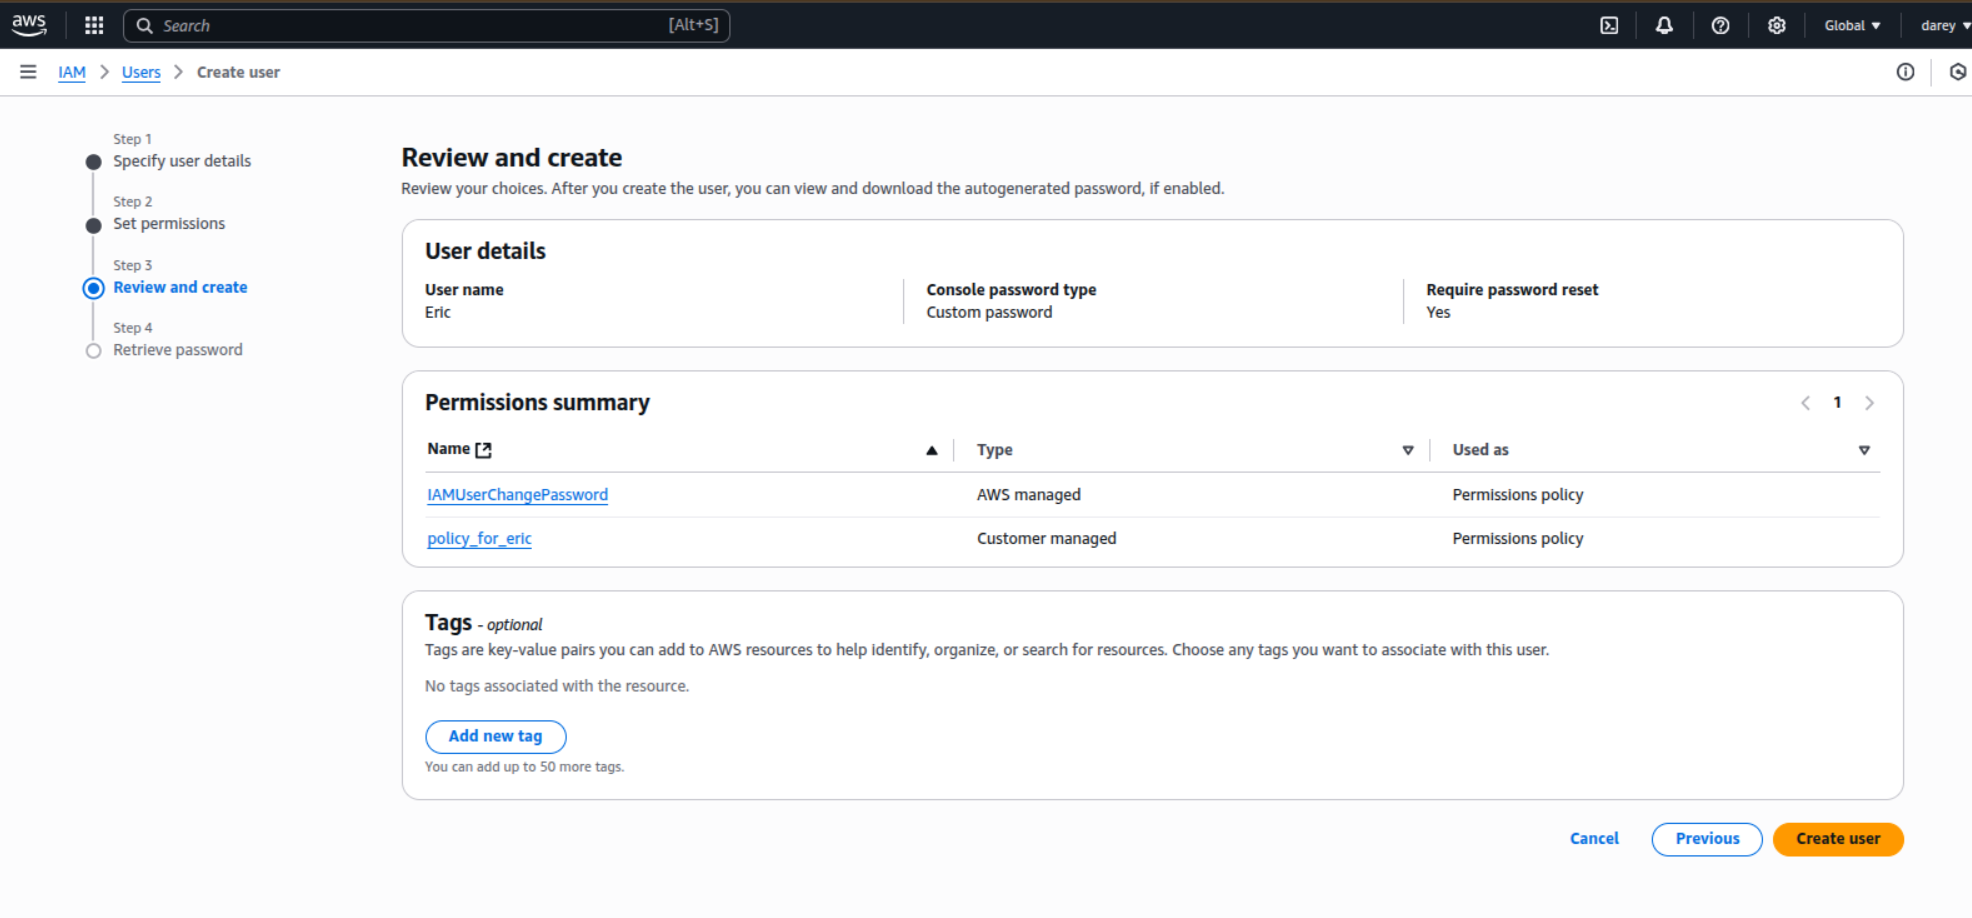 aws
Search [Alt+S] Global darey
IAM Users Create user
Step 1
Specify user details
Step 2
Set permissions
Step 3
Review and create
Step 4
Retrieve password
Review and create
Review your choices. After you create the user, you can view and download the autogenerated password, if enabled.
User details
User name Console password type Require password reset
Eric Custom password Yes
Permissions summary 1
Name Type Used as
IAMUserChangePassword AWS managed Permissions policy
policy_for_eric Customer managed Permissions policy
Tags - optional
Tags are key-value pairs you can add to AWS resources to help identify, organize, or search for resources. Choose any tags you want to associate with this user.
No tags associated with the resource.
Add new tag
You can add up to 50 more tags.
Cancel Previous Create user